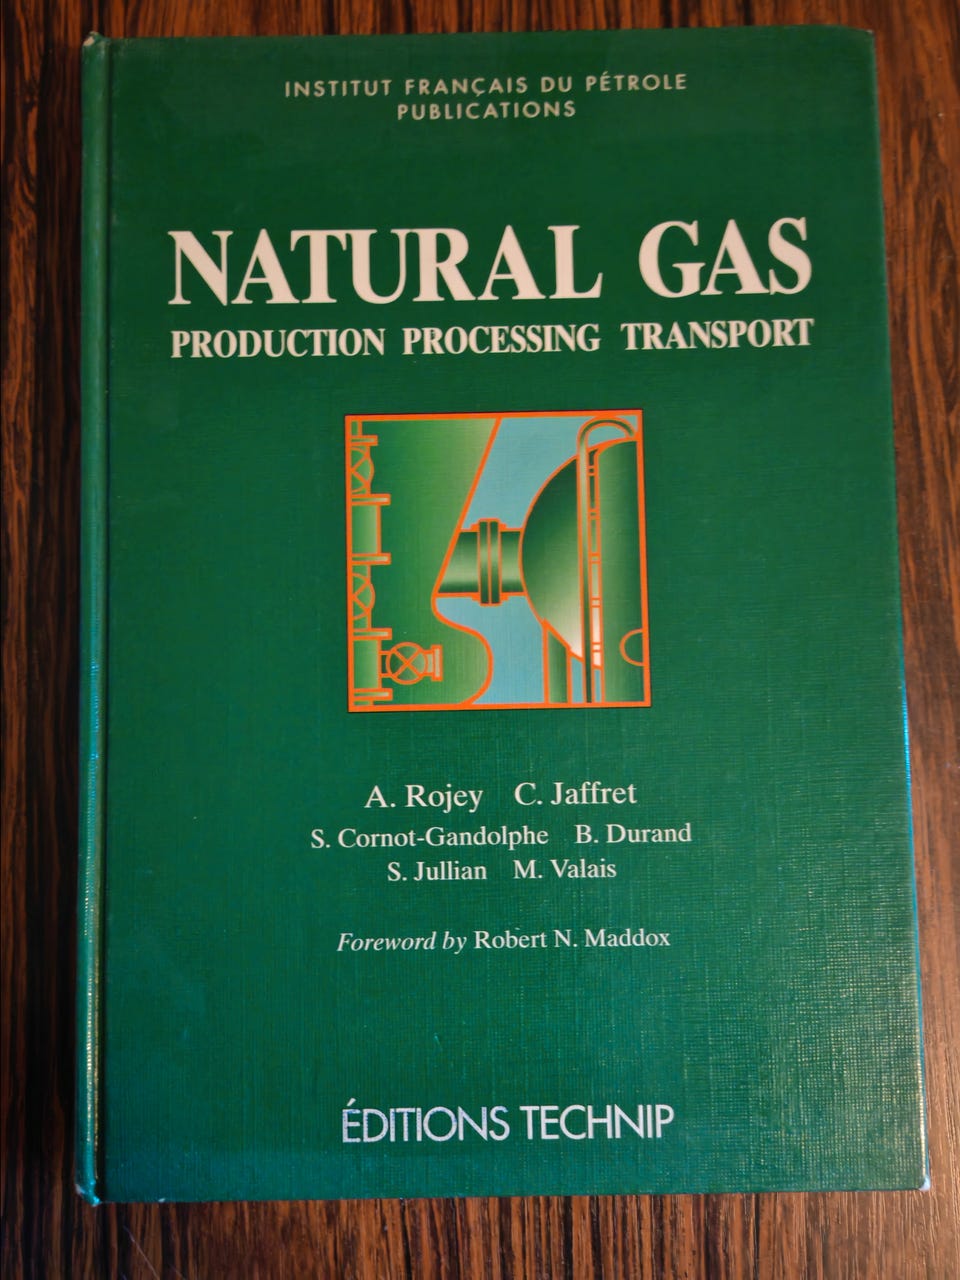 INSTITUT FRANÇAIS DU PÉTROLE
PUBLICATIONS
NATURAL GAS
PRODUCTION PROCESSING TRANSPORT
A. Rojey C. Jaffret
S. Cornot-Gandolphe B. Durand
S. Jullian M. Valais
Foreword by Robert N. Maddox
ÉDITIONS TECHNIP